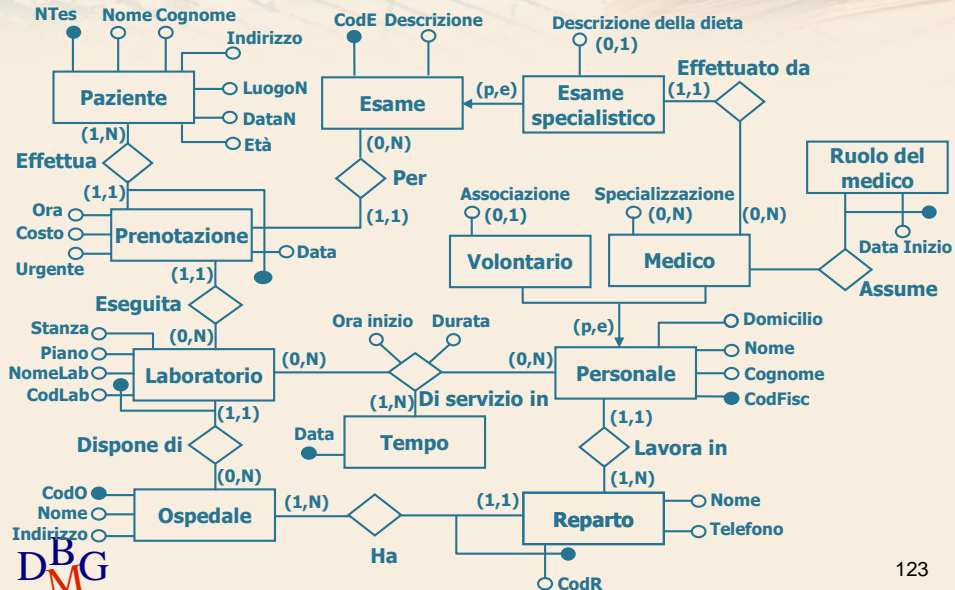 NTes
Nome Cognome
Indirizzo
Paziente
LuogoN
DataN
Età
(1,N)
Effettua
(1,1)
CodE Descrizione
Esame
(0,N)
Per
(1,1)
Descrizione della dieta
(0,1)
(p,e)
Esame
specialistico
(1,1)
Effettuato da
(0,N)
Ruolo del
medico
Data Inizio
Assume
Ora
Costo
Urgente
Prenotazione
Data
(1,1)
Eseguita
(0,N)
Associazione
(0,1)
Volontario
Specializzazione
(0,N)
Medico
(p,e)
Stanza
Piano
NomeLab
CodLab
Laboratorio
(0,N)
Ora inizio
Durata
(0,N)
Di servizio in
(1,N)
Data
Tempo
Personale
Domicilio
Nome
Cognome
CodFisc
(1,1)
Lavora in
(1,N)
(1,1)
Dispone di
(0,N)
CodO
Nome
Indirizzo
Ospedale
(1,N)
Ha
(1,1)
Reparto
Nome
Telefono
CodR
DBMG
123